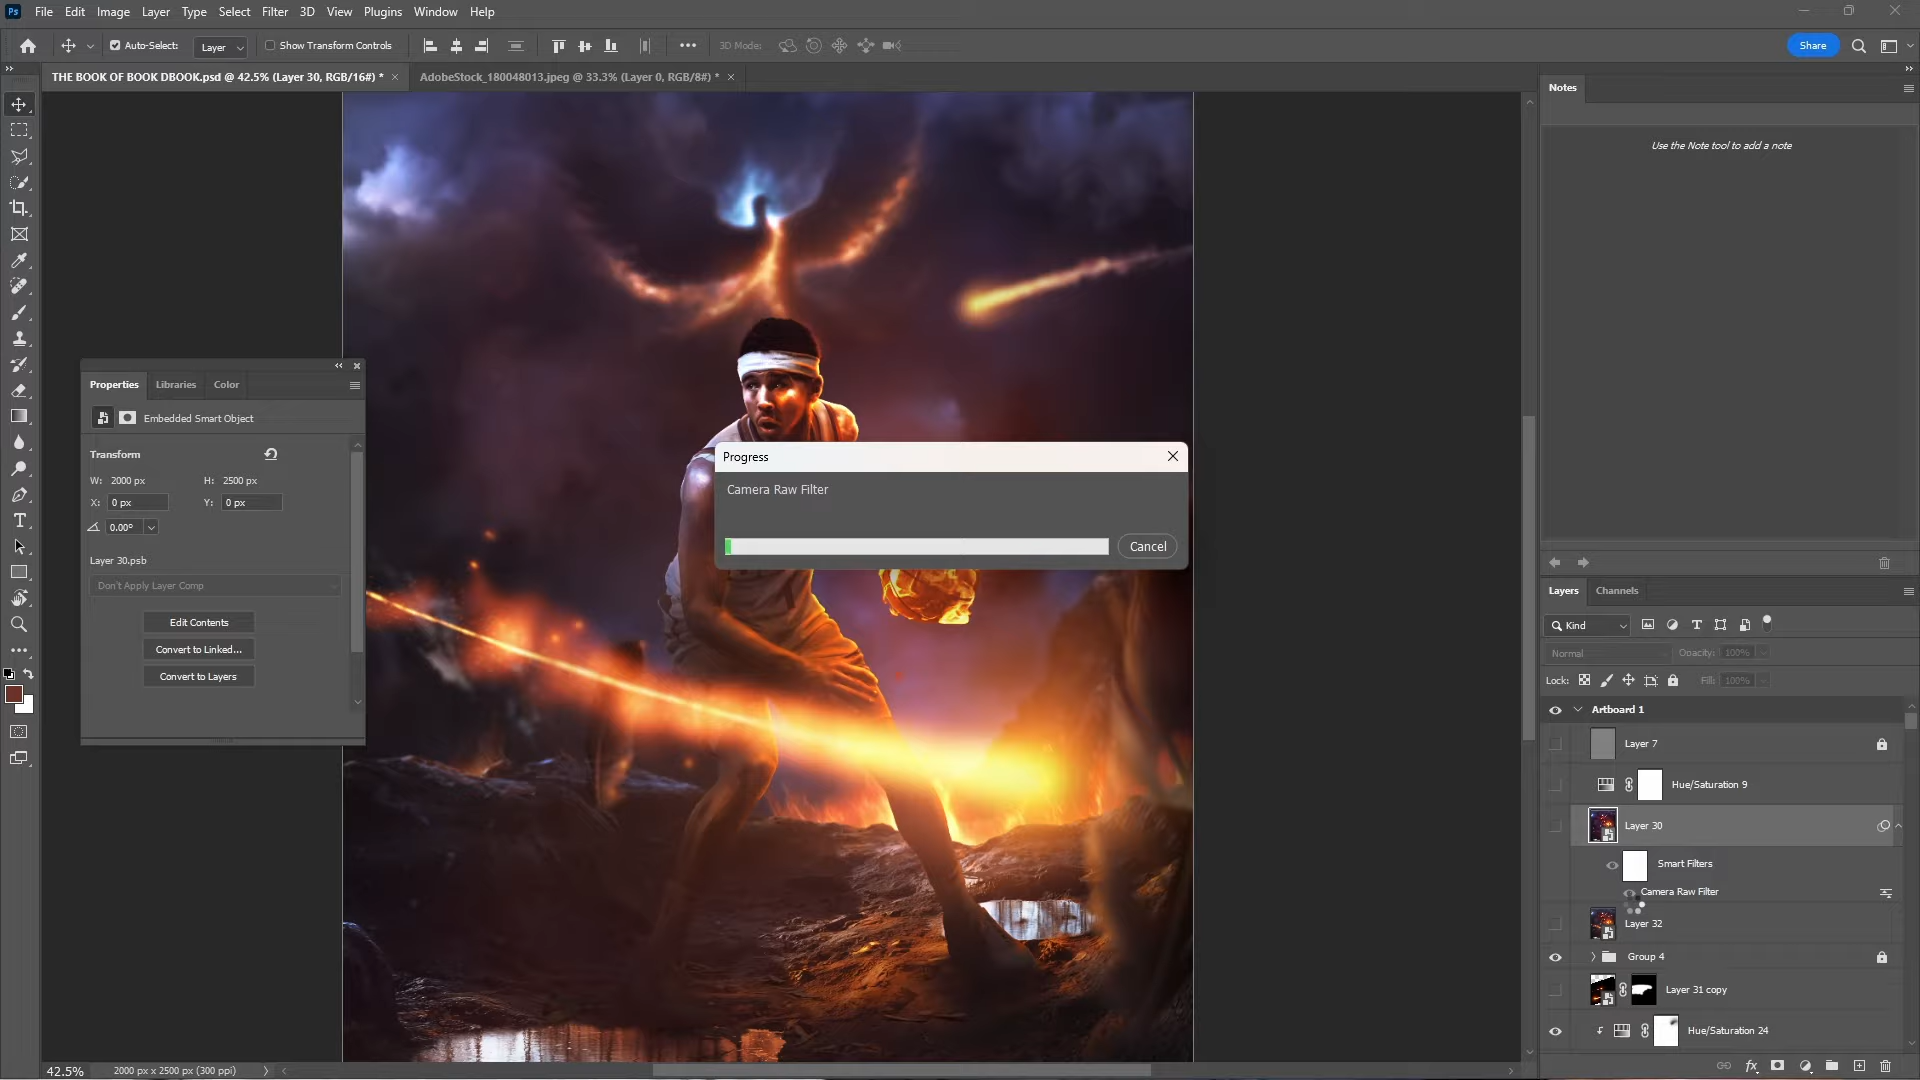 Ps File Edit Image Layer Type Select Filter 3D View Plugins Window Help
Auto-Select: Layer Show Transform Controls 3D Mode: Share
THE BOOK OF BOOK DBOOK.psd @ 42.5% (Layer 30, RGB/16#) * AdobeStock_180048013.jpeg @ 33.3% (Layer 0, RGB/8#) *
Notes
Use the Note tool to add a note
Properties Libraries Color
Embedded Smart Object
Transform
W: 2000 px H: 2500 px
X: 0 px Y: 0 px
0.00°
Layer 30.psb
Don't Apply Layer Comp
Edit Contents
Convert to Linked...
Convert to Layers
Progress
Camera Raw Filter
Cancel
Layers Channels
Kind
Normal Opacity: 100%
Lock: Fill: 100%
Artboard 1
Layer 7
Hue/Saturation 9
Layer 30
Smart Filters
Camera Raw Filter
Layer 32
Group 4
Layer 31 copy
Hue/Saturation 24
fx
42.5% 2000 px x 2500 px (300 ppi)